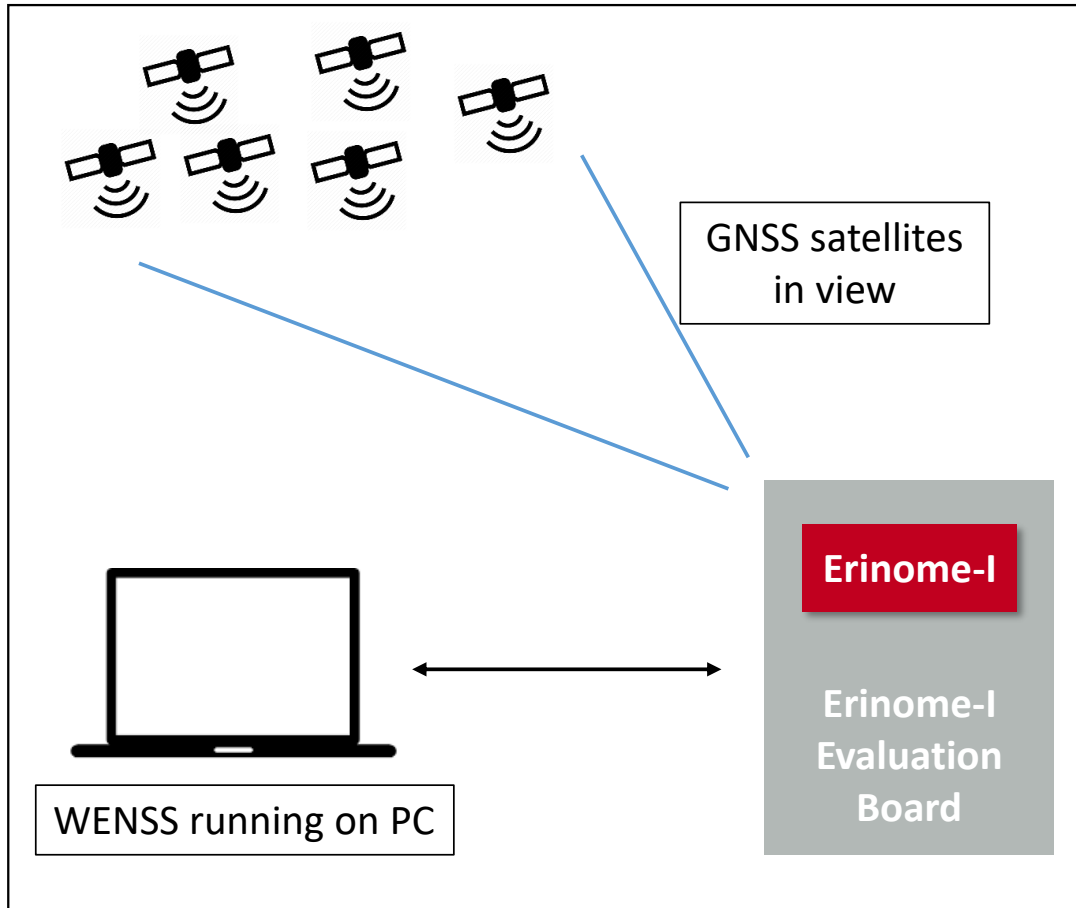 GNSS satellites
in view
Erinome-I
Erinome-I
Evaluation
Board
WENSS running on PC